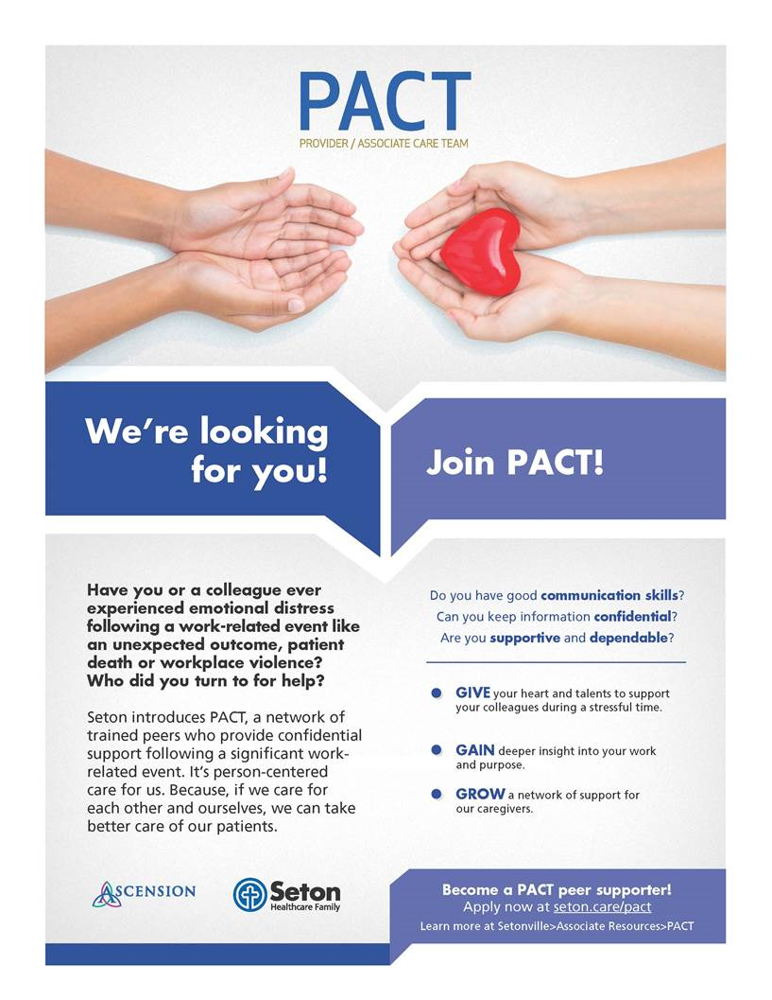 PACT
PROVIDER / ASSOCIATE CARE TEAM
We're looking
for you!
Join PACT!
Have you or a colleague ever
experienced emotional distress
following a work-related event like
an unexpected outcome, patient
death or workplace violence?
Who did you turn to for help?
Seton introduces PACT, a network of
trained peers who provide confidential
support following a significant work-
related event. It's person-centered
care for us. Because, if we care for
each other and ourselves, we can take
better care of our patients.
Do you have good communication skills?
Can you keep information confidential?
Are you supportive and dependable?
GIVE your heart and talents to support
your colleagues during a stressful time.
GAIN deeper insight into your work
and purpose.
GROW a network of support for
our caregivers.
ASCENSION
Seton
Healthcare Family
Become a PACT peer supporter!
Apply now at seton.care/pact
Learn more at Setonville>Associate Resources>PACT